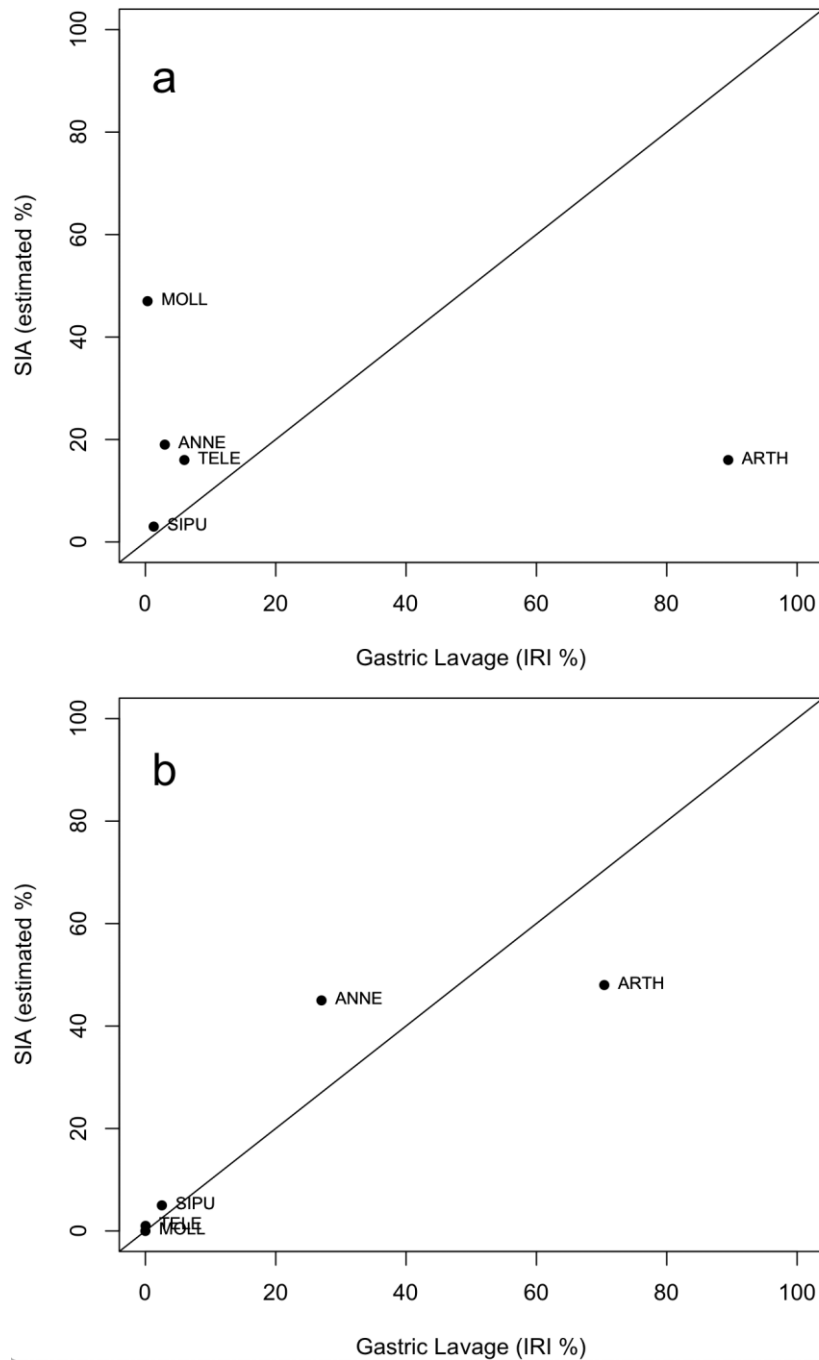 a
100
80
60
40
20
0
SIA (estimated %)
MOLL
ANNE
TELE
ARTH
SIPU
0 20 40 60 80 100
Gastric Lavage (IRI %)
b
100
80
60
40
20
0
SIA (estimated %)
ANNE
ARTH
SIPU
TELE
MOLL
0 20 40 60 80 100
Gastric Lavage (IRI %)